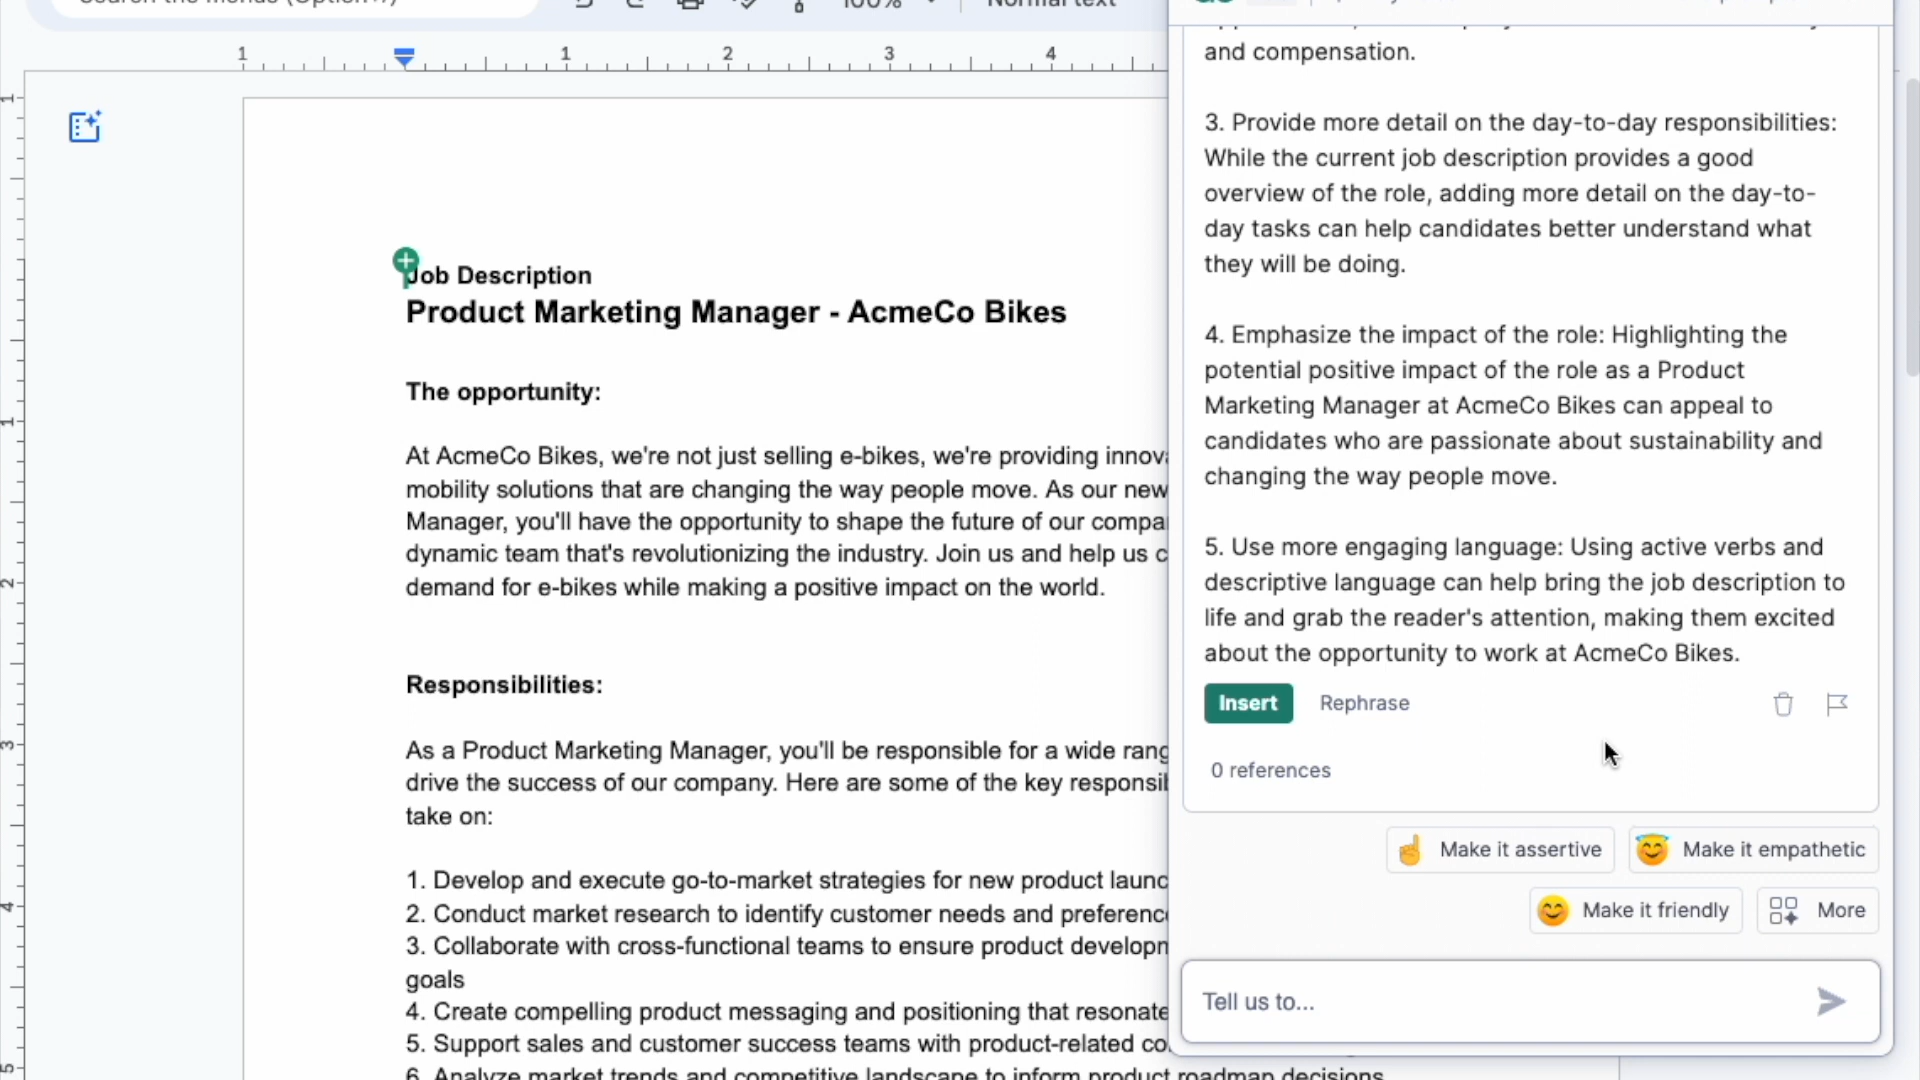 100%
Normal text
1 1 2 3 4
Job Description
Product Marketing Manager - AcmeCo Bikes
The opportunity:
At AcmeCo Bikes, we're not just selling e-bikes, we're providing
mobility solutions that are changing the way people move. As our new
Manager, you'll have the opportunity to shape the future of our
dynamic team that's revolutionizing the industry. Join us and help us
demand for e-bikes while making a positive impact on the world.
Responsibilities:
As a Product Marketing Manager, you'll be responsible for a wide
drive the success of our company. Here are some of the key
take on:
1. Develop and execute go-to-market strategies for new product
2. Conduct market research to identify customer needs and
3. Collaborate with cross-functional teams to ensure product
goals
4. Create compelling product messaging and positioning that
5. Support sales and customer success teams with product-related
6. Analyze market trends and competitive landscape to inform product roadmap decisions
1
1
2
3
4
5
and compensation.
3. Provide more detail on the day-to-day responsibilities:
While the current job description provides a good
overview of the role, adding more detail on the day-to-
day tasks can help candidates better understand what
they will be doing.
4. Emphasize the impact of the role: Highlighting the
potential positive impact of the role as a Product
Marketing Manager at AcmeCo Bikes can appeal to
candidates who are passionate about sustainability and
changing the way people move.
5. Use more engaging language: Using active verbs and
descriptive language can help bring the job description to
life and grab the reader's attention, making them excited
about the opportunity to work at AcmeCo Bikes.
Insert Rephrase
0 references
Make it assertive Make it empathetic
Make it friendly More
Tell us to...